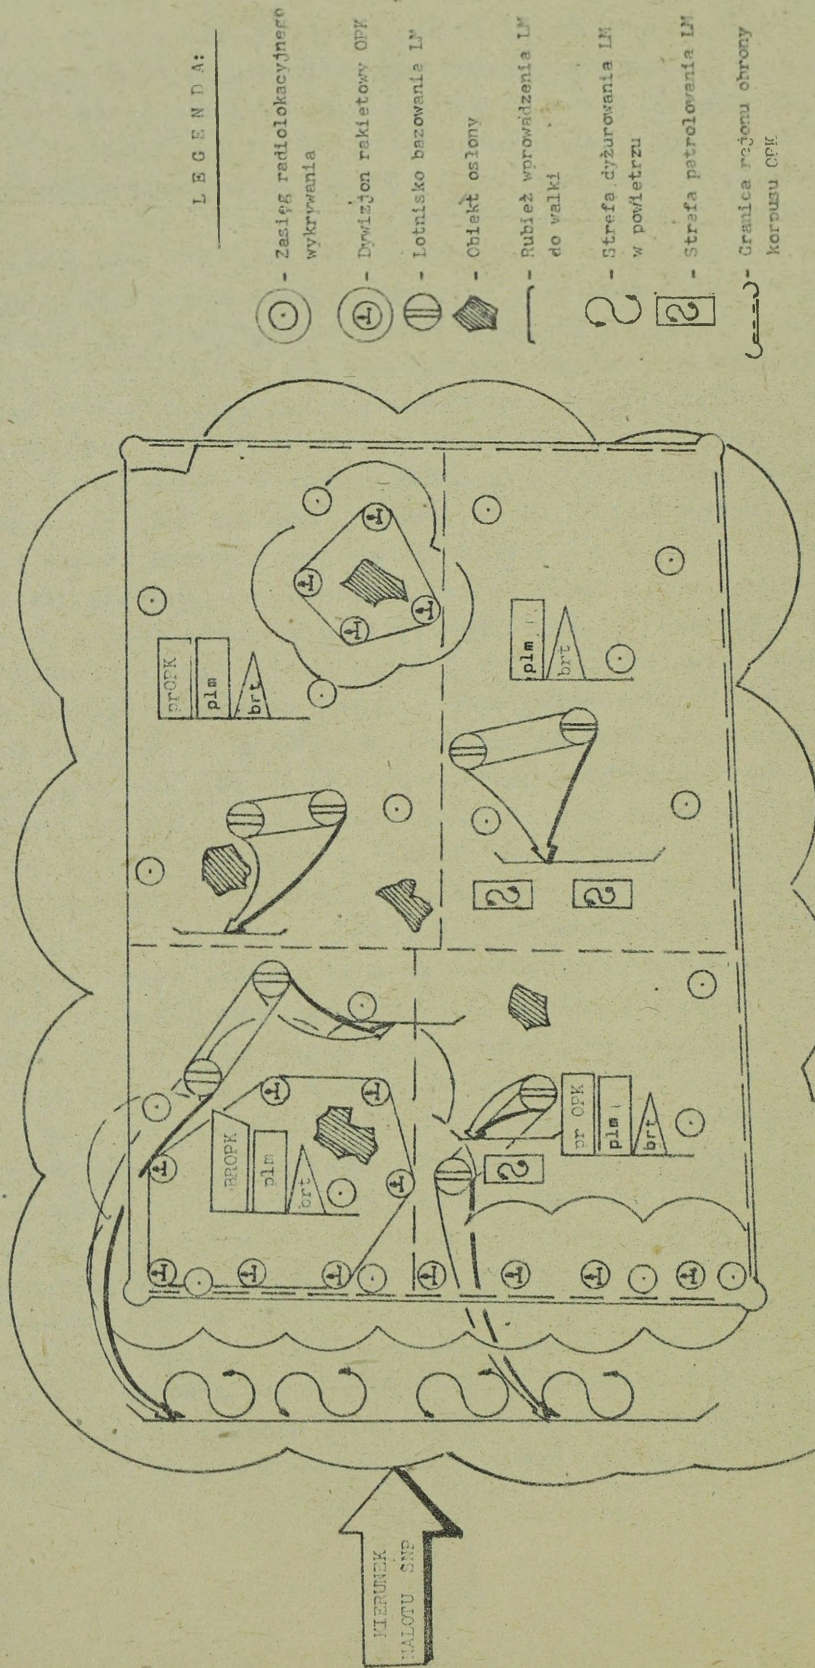 LEGENDA:
- Zasięg radiolokacyjnego
wykrywania
- Dywizjon rakietowy OPK
- Lotnisko bazowania LM
- Obiekt osłony
- Rubież wprowadzenia LM
do walki
- Strefa dyżurowania LM
w powietrzu
- Strefa patrolowania LM
- Granica rejonu obrony
korpusu OPK
prOPK
plm
brt
plm
brt
BROPK
plm
brt
pr OPK
plm
brt
KIERUNEK
NALOTU ŚNP